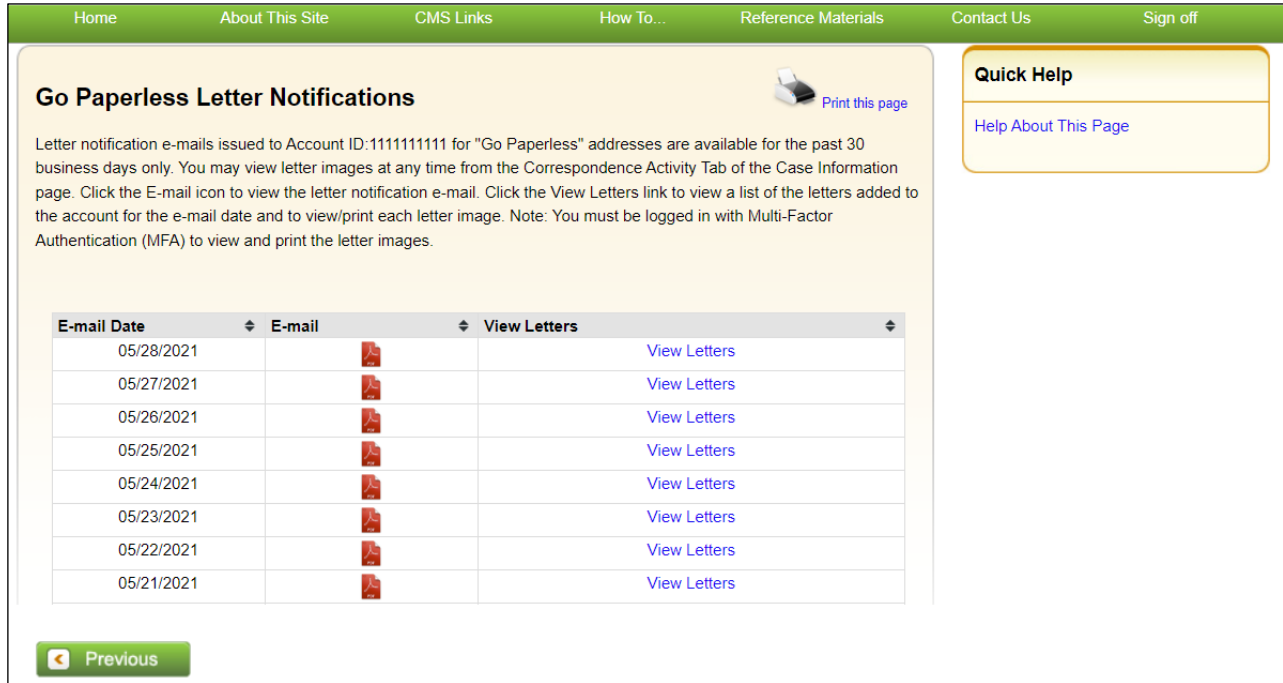 Home About This Site CMS Links How To... Reference Materials Contact Us Sign off
Go Paperless Letter Notifications
Print this page
Letter notification e-mails issued to Account ID:1111111111 for "Go Paperless" addresses are available for the past 30
business days only. You may view letter images at any time from the Correspondence Activity Tab of the Case Information
page. Click the E-mail icon to view the letter notification e-mail. Click the View Letters link to view a list of the letters added to
the account for the e-mail date and to view/print each letter image. Note: You must be logged in with Multi-Factor
Authentication (MFA) to view and print the letter images.
E-mail Date E-mail View Letters
05/28/2021 PDF View Letters
05/27/2021 PDF View Letters
05/26/2021 PDF View Letters
05/25/2021 PDF View Letters
05/24/2021 PDF View Letters
05/23/2021 PDF View Letters
05/22/2021 PDF View Letters
05/21/2021 PDF View Letters
Previous
Quick Help
Help About This Page